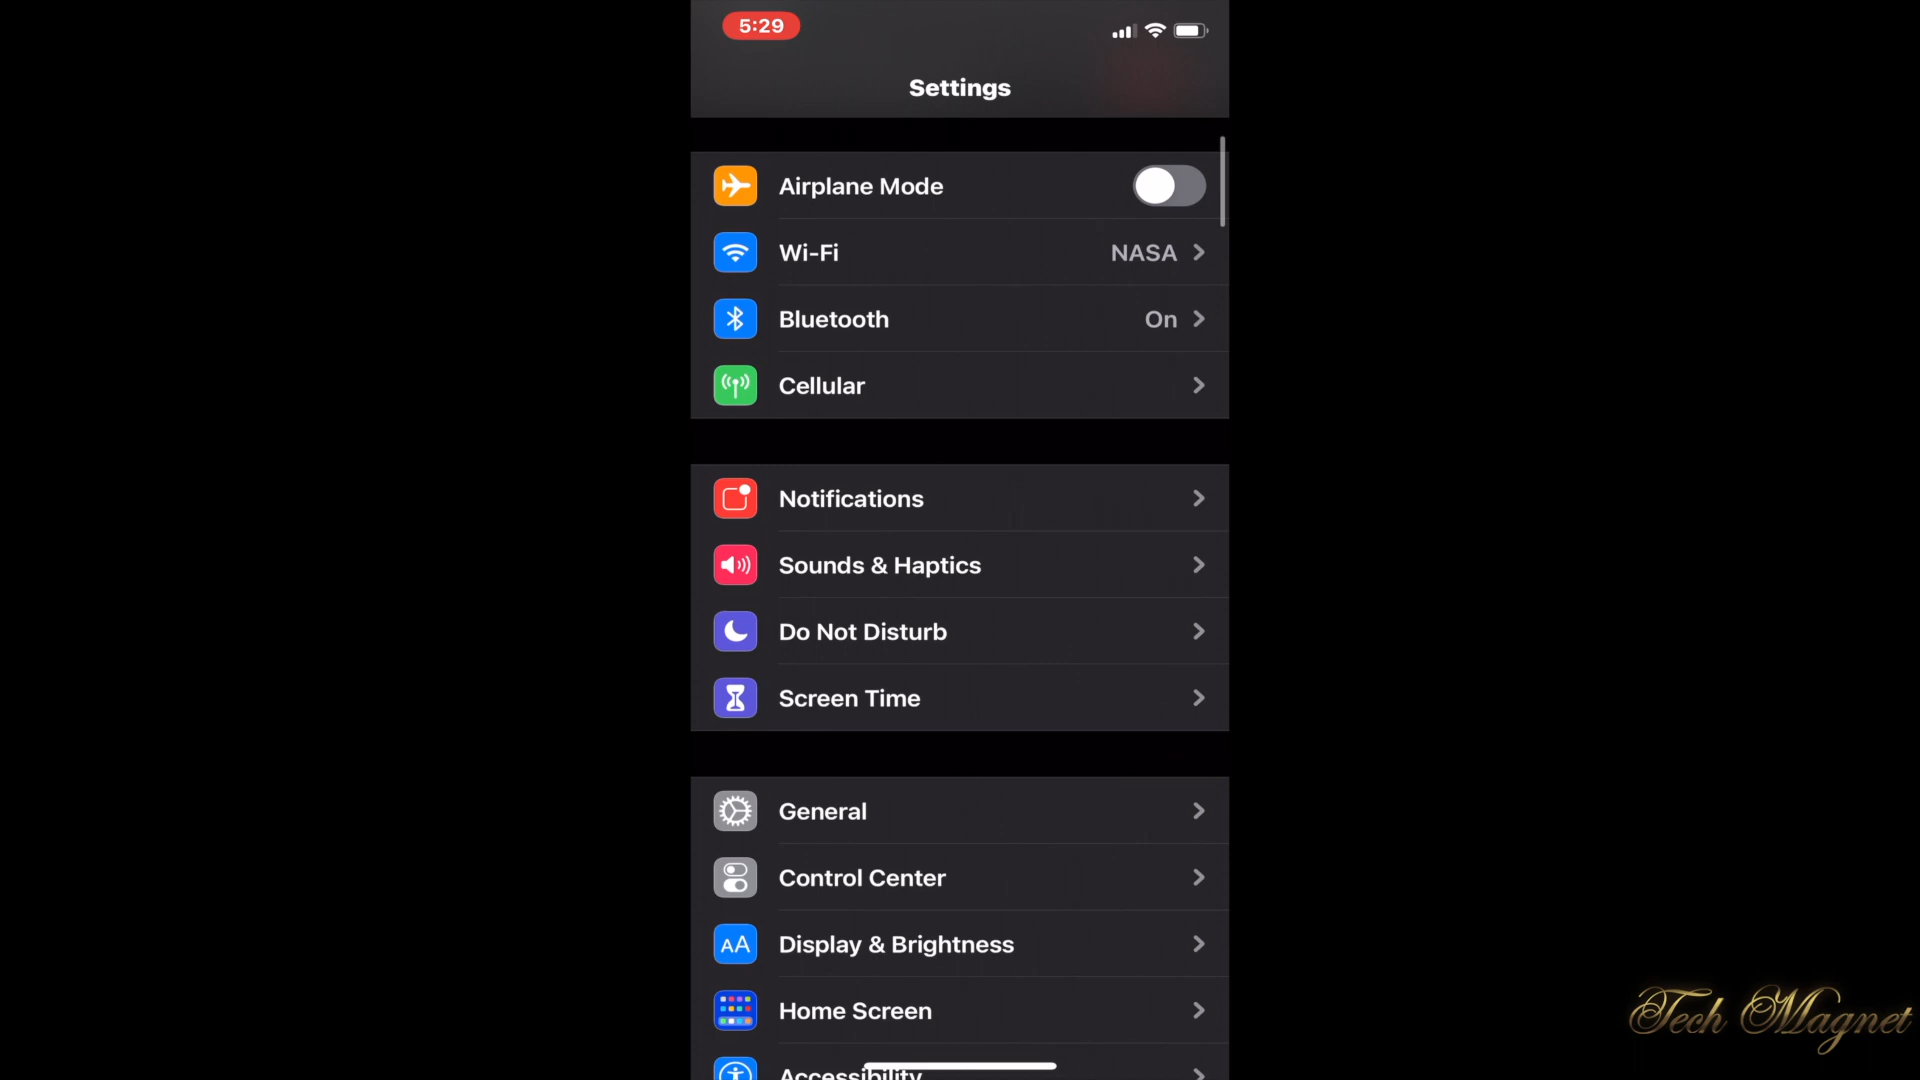 5:29
Settings
Airplane Mode
Wi-Fi NASA
Bluetooth On
Cellular
Notifications
Sounds & Haptics
Do Not Disturb
Screen Time
General
Control Center
AA Display & Brightness
Home Screen
Accessibility
Tech Magnet